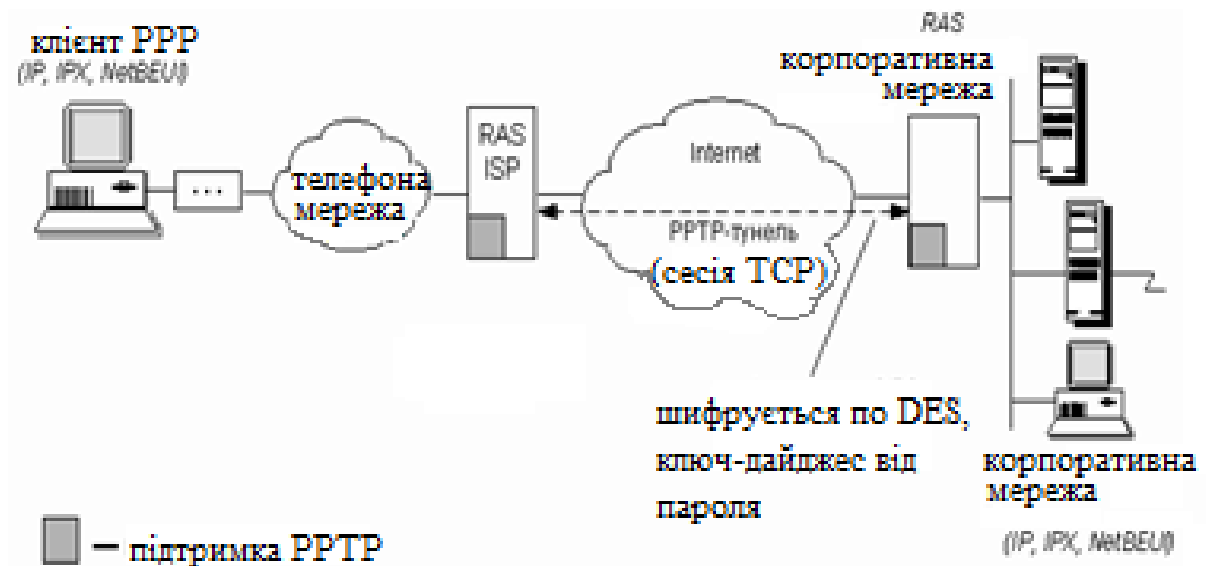 клієнт PPP
(IP, IPX, NetBEUI)
...
телефона
мережа
RAS
ISP
Internet
PPTP-тунель
(сесія TCP)
RAS
корпоративна
мережа
шифрується по DES,
ключ-дайджес від
пароля
корпоративна
мережа
(IP, IPX, NetBEUI)
– підтримка PPTP